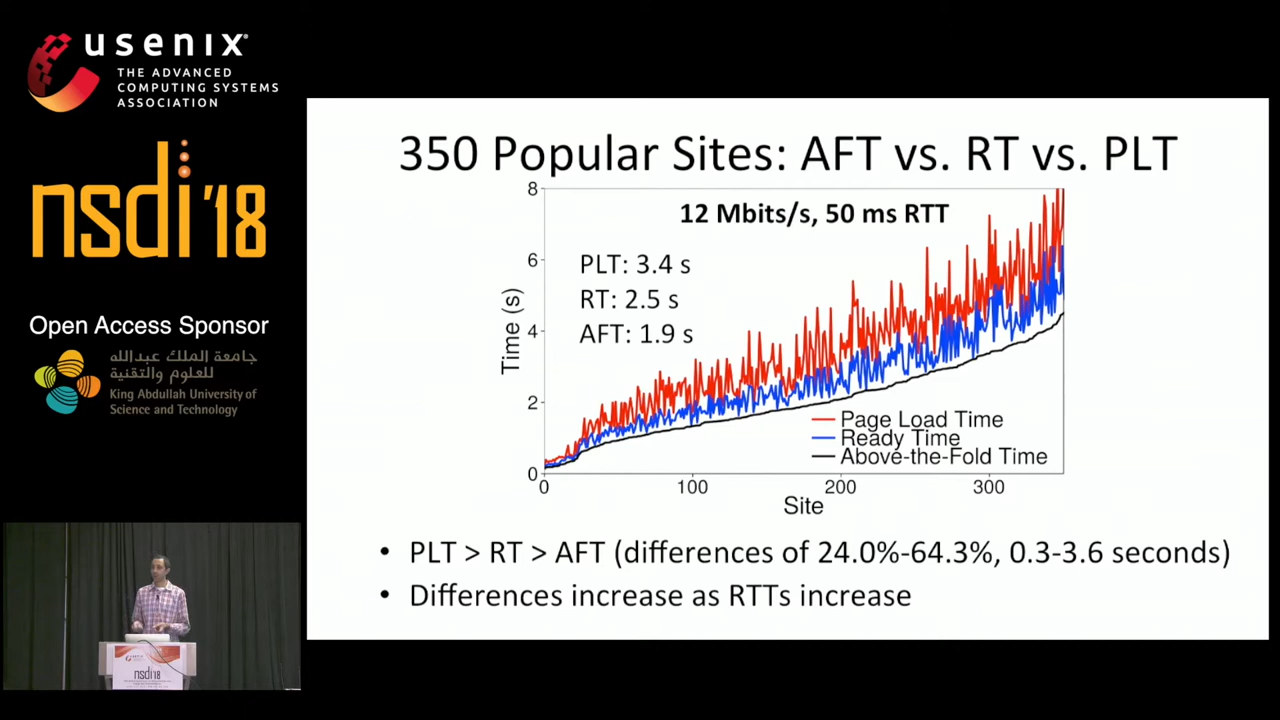 usenix
THE ADVANCED
COMPUTING SYSTEMS
ASSOCIATION
nsdi '18
Open Access Sponsor
جامعة الملك عبدالله
للعلوم والتقنية
King Abdullah University of
Science and Technology
350 Popular Sites: AFT vs. RT vs. PLT
12 Mbits/s, 50 ms RTT
PLT: 3.4 s
RT: 2.5 s
AFT: 1.9 s
Time (s)
8
6
4
2
0
Page Load Time
Ready Time
Above-the-Fold Time
0 100 200 300
Site
• PLT > RT > AFT (differences of 24.0%-64.3%, 0.3-3.6 seconds)
• Differences increase as RTTs increase
nsdi'18